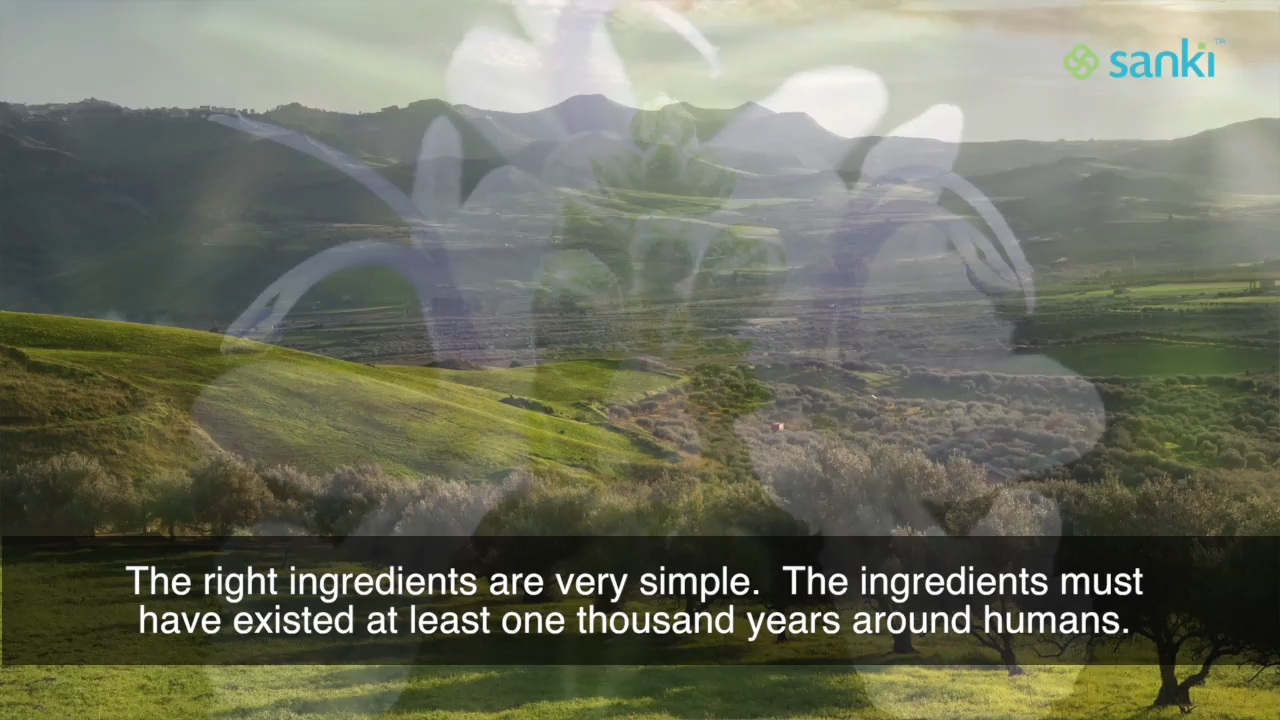 sanki™
The right ingredients are very simple.  The ingredients must
have existed at least one thousand years around humans.